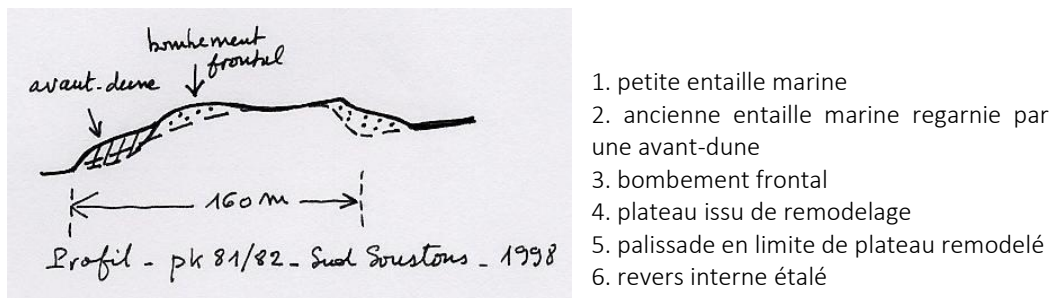 bombement
frontal
avant-dune
160 m
Profil - pk 81/82 - Sud Soustons - 1998
1. petite entaille marine
2. ancienne entaille marine regarnie par
une avant-dune
3. bombement frontal
4. plateau issu de remodelage
5. palissade en limite de plateau remodelé
6. revers interne étalé